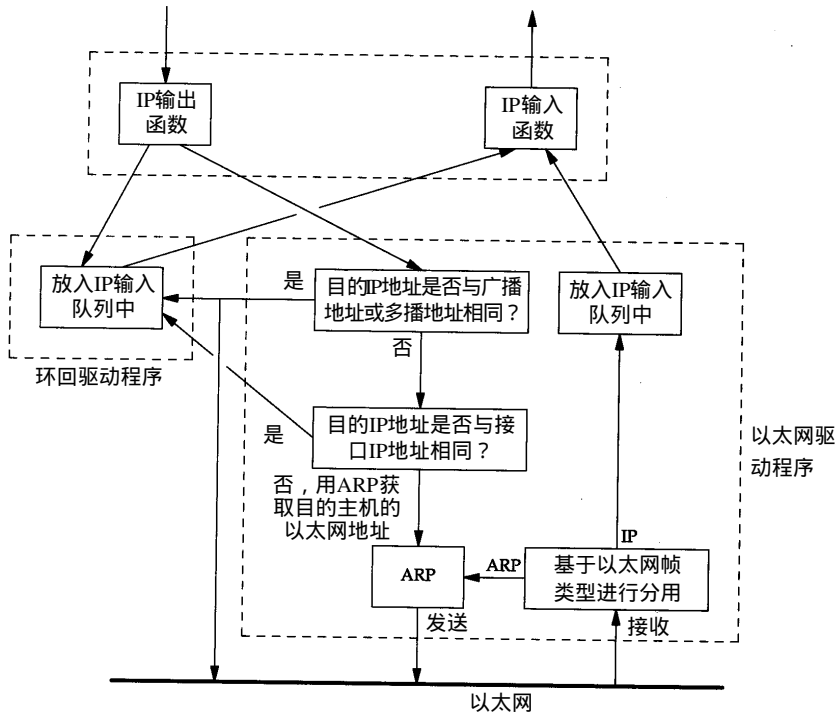 IP输出
函数
IP输入
函数
放入IP输入
队列中
环回驱动程序
是
目的IP地址是否与广播
地址或多播地址相同？
放入IP输入
队列中
否
是
目的IP地址是否与接
口IP地址相同？
以太网驱
动程序
否，用ARP获
取目的主机的
以太网地址
ARP
ARP
IP
基于以太网帧
类型进行分用
发送
接收
以太网